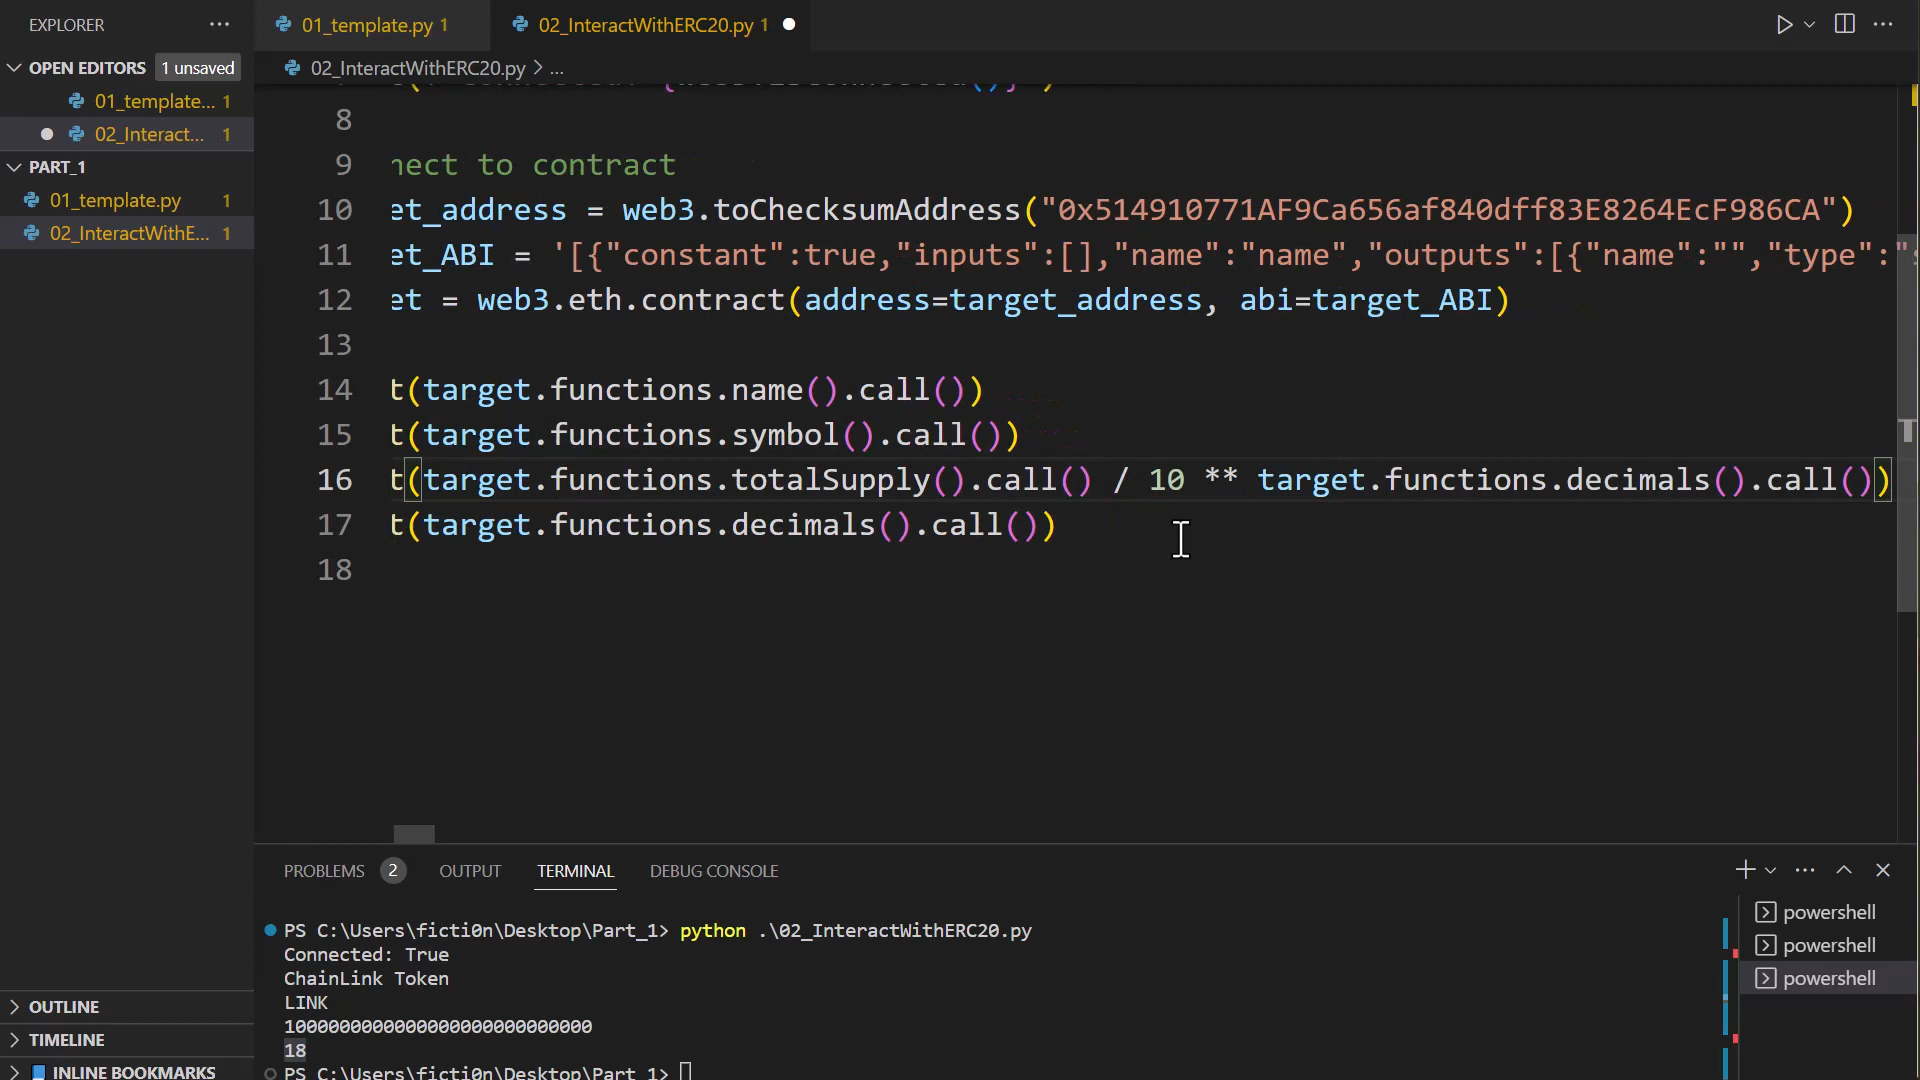 EXPLORER
01_template.py 1
02_InteractWithERC20.py 1
OPEN EDITORS 1 unsaved
02_InteractWithERC20.py > ...
01_template... 1
02_Interact... 1
PART_1
01_template.py 1
02_InteractWithE... 1
8
9 nect to contract
10 et_address = web3.toChecksumAddress("0x514910771AF9Ca656af840dff83E8264EcF986CA")
11 et_ABI = '[{"constant":true,"inputs":[],"name":"name","outputs":[{"name":"","type":"
12 et = web3.eth.contract(address=target_address, abi=target_ABI)
13
14 t(target.functions.name().call())
15 t(target.functions.symbol().call())
16 t(target.functions.totalSupply().call() / 10 ** target.functions.decimals().call())
17 t(target.functions.decimals().call())
18
PROBLEMS 2 OUTPUT TERMINAL DEBUG CONSOLE
PS C:\Users\ficti0n\Desktop\Part_1> python .\02_InteractWithERC20.py
Connected: True
ChainLink Token
LINK
1000000000000000000000000000
18
PS C:\Users\ficti0n\Desktop\Part_1>
powershell
powershell
powershell
OUTLINE
TIMELINE
INLINE BOOKMARKS